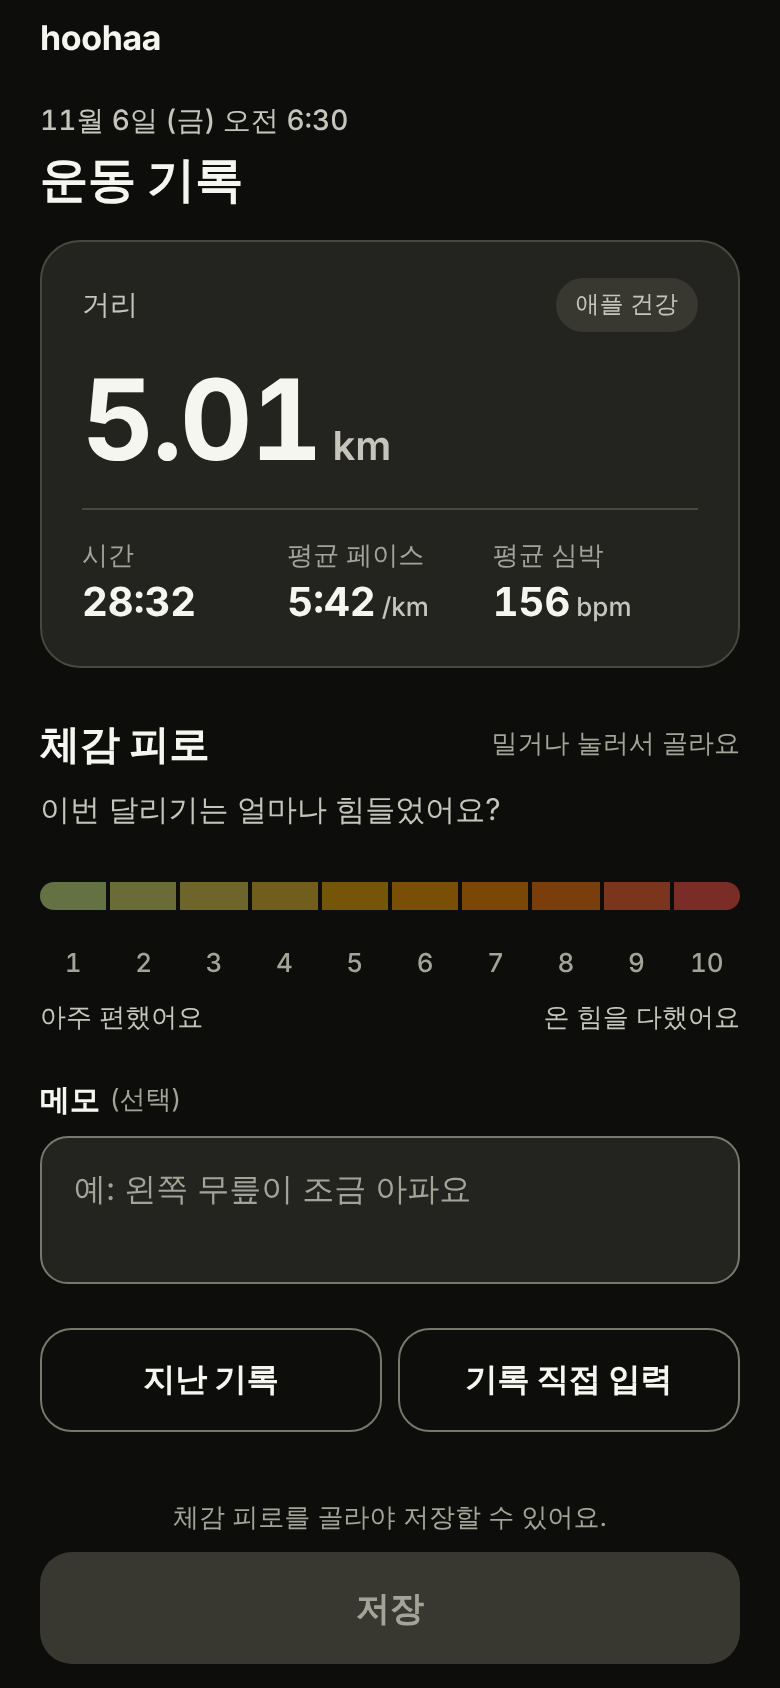 hoohaa
11월 6일 (금) 오전 6:30
운동 기록
거리
애플 건강
5.01 km
시간 평균 페이스 평균 심박
28:32 5:42 /km 156 bpm
체감 피로 밀거나 눌러서 골라요
이번 달리기는 얼마나 힘들었어요?
1 2 3 4 5 6 7 8 9 10
아주 편했어요 온 힘을 다했어요
메모 (선택)
예: 왼쪽 무릎이 조금 아파요
지난 기록 기록 직접 입력
체감 피로를 골라야 저장할 수 있어요.
저장